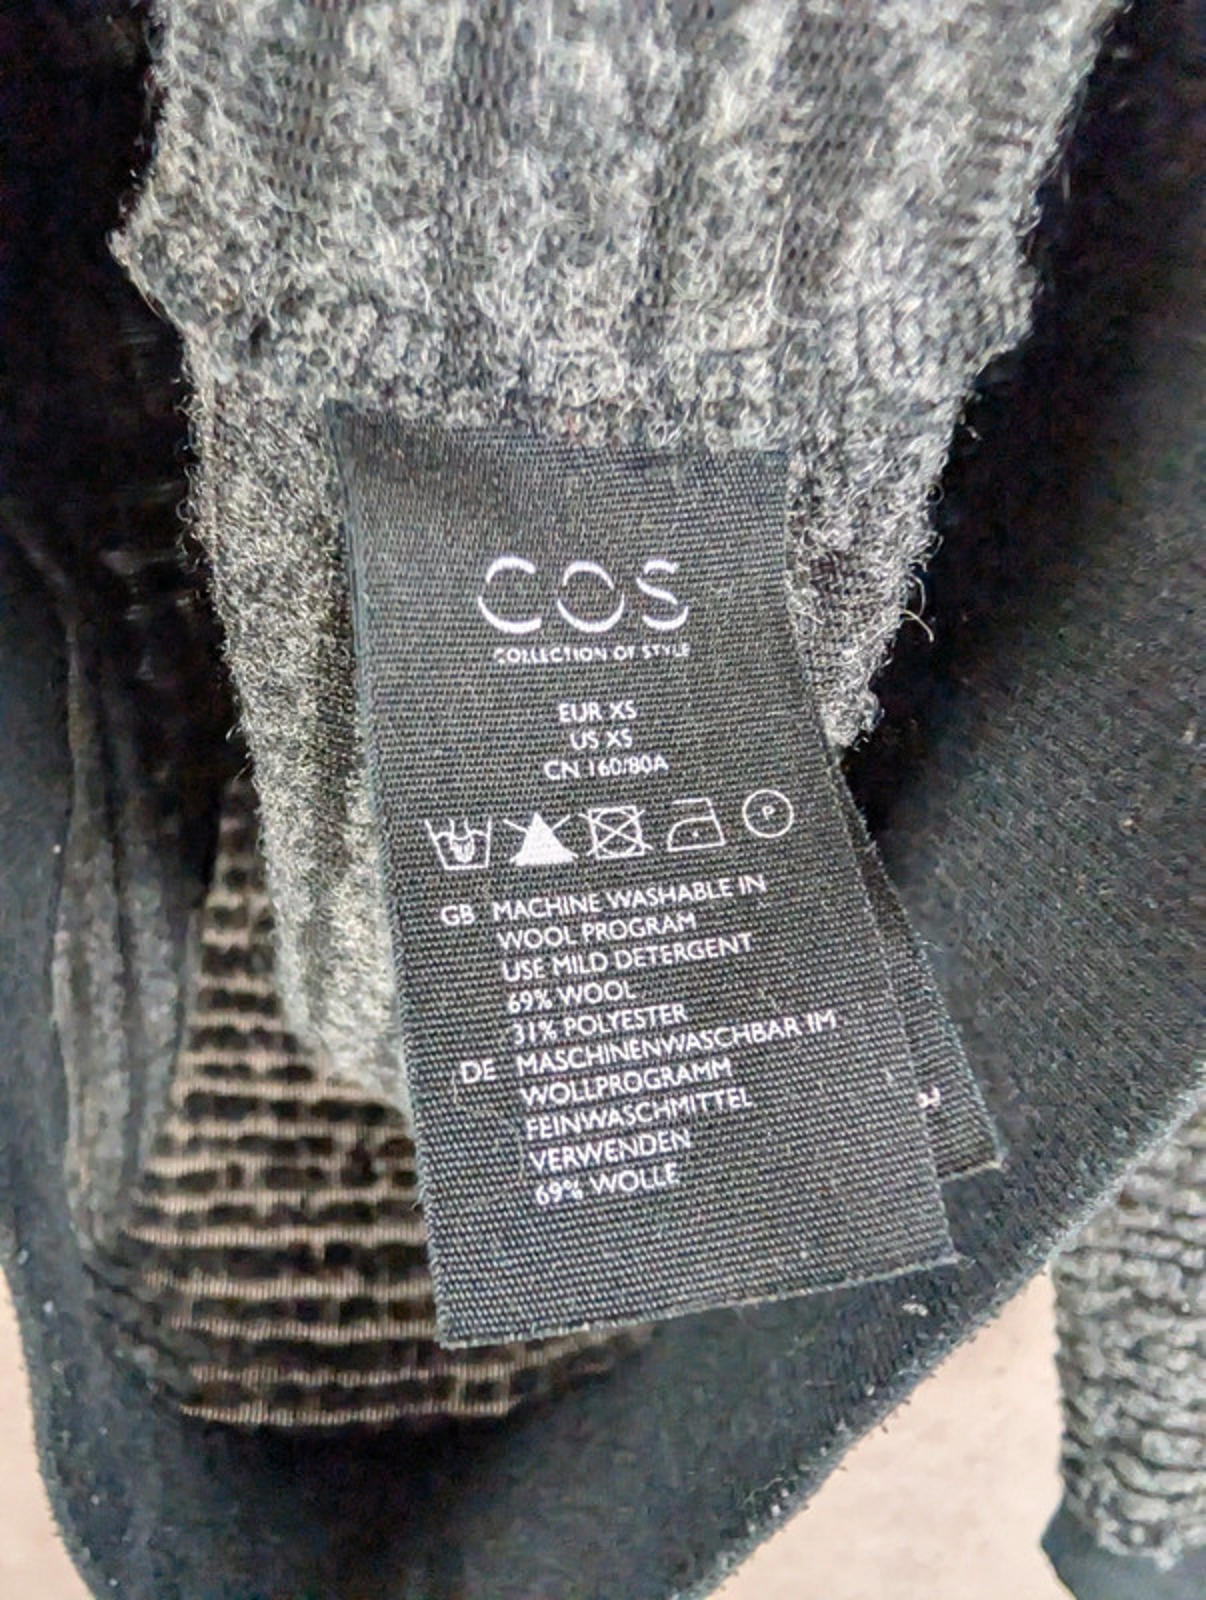 COS
COLLECTION OF STYLE
EUR XS
US XS
CN 160/80A
P
GB MACHINE WASHABLE IN
WOOL PROGRAM
USE MILD DETERGENT
69% WOOL
31% POLYESTER
DE MASCHINENWASCHBAR IM
WOLLPROGRAMM
FEINWASCHMITTEL
VERWENDEN
69% WOLLE